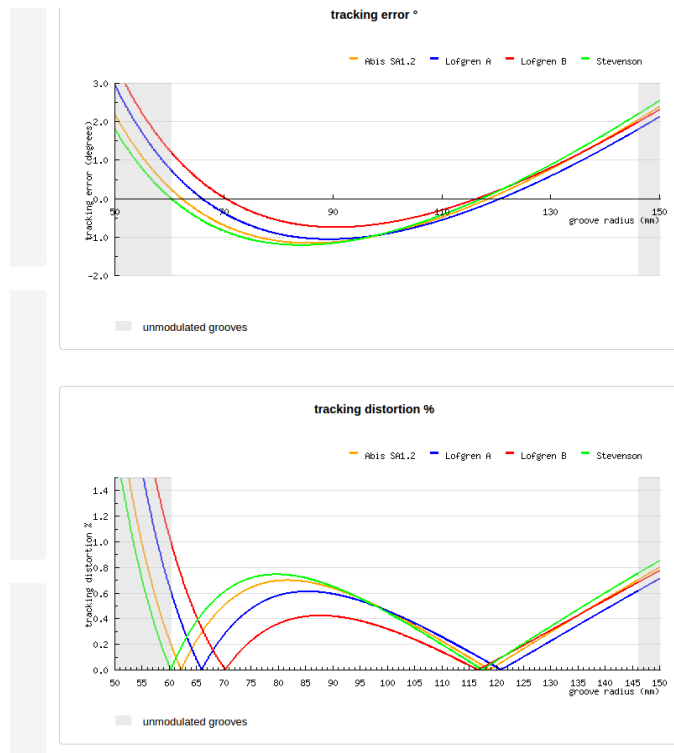 tracking error °
Abis SA1.2 Lofgren A Lofgren B Stevenson
3.0
2.0
1.0
0.0
-1.0
-2.0
tracking error (degrees)
50 70 90 110 130 150
groove radius (mm)
unmodulated grooves
tracking distortion %
Abis SA1.2 Lofgren A Lofgren B Stevenson
1.4
1.2
1.0
0.8
0.6
0.4
0.2
0.0
tracking distortion %
50 55 60 65 70 75 80 85 90 95 100 105 110 115 120 125 130 135 140 145 150
groove radius (mm)
unmodulated grooves